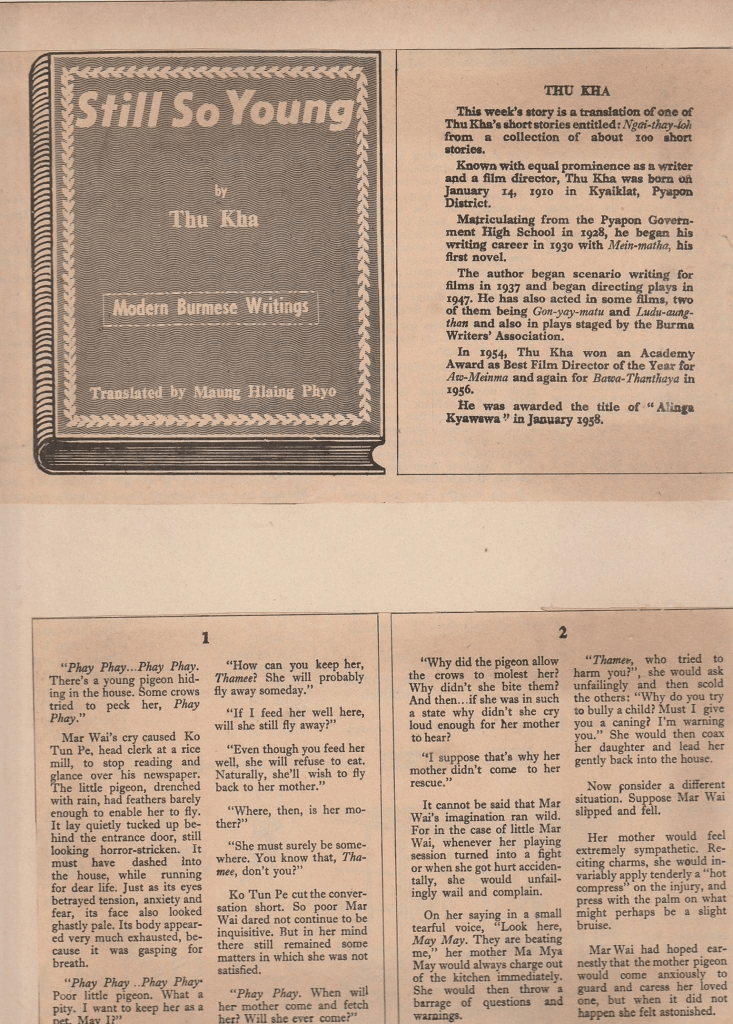 Still So Young
by
Thu Kha
Modern Burmese Writings
Translated by Maung Hlaing Phyo
THU KHA
This week's story is a translation of one of
Thu Kha's short stories entitled: Ngai-thay-loh
from a collection of about 100 short
stories.
Known with equal prominence as a writer
and a film director, Thu Kha was born on
January 14, 1910 in Kyaiklat, Pyapon
District.
Matriculating from the Pyapon Govern-
ment High School in 1928, he began his
writing career in 1930 with Mein-matha, his
first novel.
The author began scenario writing for
films in 1937 and began directing plays in
1947. He has also acted in some films, two
of them being Gon-yay-matu and Ludu-aung-
than and also in plays staged by the Burma
Writers' Association.
In 1954, Thu Kha won an Academy
Award as Best Film Director of the Year for
Aw-Meinma and again for Bawa-Thanthaya in
1956.
He was awarded the title of "Alinga
Kyawswa" in January 1958.
1
"Phay Phay...Phay Phay.
There's a young pigeon hid-
ing in the house. Some crows
tried to peck her, Phay
Phay."
Mar Wai's cry caused Ko
Tun Pe, head clerk at a rice
mill, to stop reading and
glance over his newspaper.
The little pigeon, drenched
with rain, had feathers barely
enough to enable her to fly.
It lay quietly tucked up be-
hind the entrance door, still
looking horror-stricken. It
must have dashed into
the house, while running
for dear life. Just as its eyes
betrayed tension, anxiety and
fear, its face also looked
ghastly pale. Its body appear-
ed very much exhausted, be-
cause it was gasping for
breath.
"Phay Phay ..Phay Phay.
Poor little pigeon. What a
pity. I want to keep her as a
pet. May I?"
"How can you keep her,
Thamee? She will probably
fly away someday."
"If I feed her well here,
will she still fly away?"
"Even though you feed her
well, she will refuse to eat.
Naturally, she'll wish to fly
back to her mother."
"Where, then, is her mo-
ther?"
"She must surely be some-
where. You know that, Tha-
mee, don't you?"
Ko Tun Pe cut the conver-
sation short. So poor Mar
Wai dared not continue to be
inquisitive. But in her mind
there still remained some
matters in which she was not
satisfied.
"Phay Phay. When will
her mother come and fetch
her? Will she ever come?"
2
"Why did the pigeon allow
the crows to molest her?
Why didn't she bite them?
And then...if she was in such
a state why didn't she cry
loud enough for her mother
to hear?
"I suppose that's why her
mother didn't come to her
rescue."
It cannot be said that Mar
Wai's imagination ran wild.
For in the case of little Mar
Wai, whenever her playing
session turned into a fight
or when she got hurt acciden-
tally, she would unfail-
ingly wail and complain.
On her saying in a small
tearful voice, "Look here,
May May. They are beating
me," her mother Ma Mya
May would always charge out
of the kitchen immediately.
She would then throw a
barrage of questions and
warnings.
"Thamee, who tried to
harm you?", she would ask
unfailingly and then scold
the others: "Why do you try
to bully a child? Must I give
you a caning? I'm warning
you." She would then coax
her daughter and lead her
gently back into the house.
Now consider a different
situation. Suppose Mar Wai
slipped and fell.
Her mother would feel
extremely sympathetic. Re-
citing charms, she would in-
variably apply tenderly a "hot
compress" on the injury, and
press with the palm on what
might perhaps be a slight
bruise.
Mar Wai had hoped ear-
nestly that the mother pigeon
would come anxiously to
guard and caress her loved
one, but when it did not
happen she felt astonished.